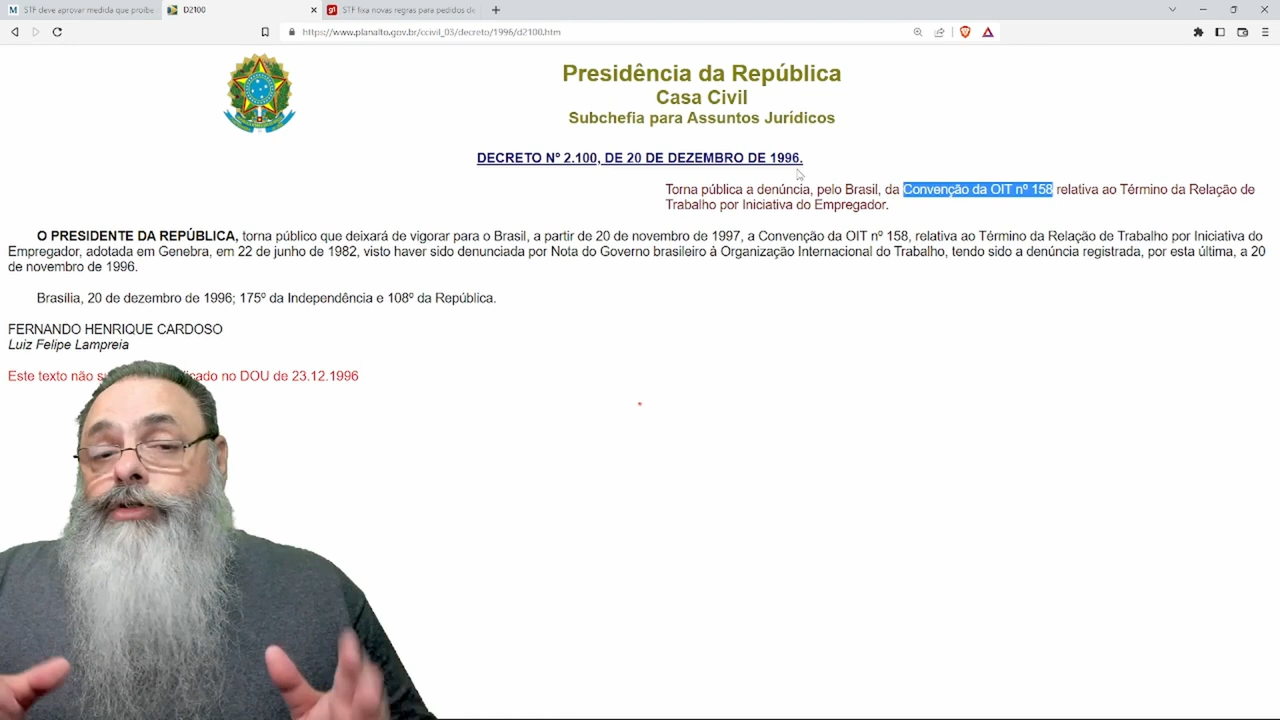 STF deve aprovar medida que proíbe
D2100
STF fixa novas regras para pedidos de
https://www.planalto.gov.br/ccivil_03/decreto/1996/d2100.htm
Presidência da República
Casa Civil
Subchefia para Assuntos Jurídicos
DECRETO Nº 2.100, DE 20 DE DEZEMBRO DE 1996.
Torna pública a denúncia, pelo Brasil, da Convenção da OIT nº 158 relativa ao Término da Relação de
Trabalho por Iniciativa do Empregador.
O PRESIDENTE DA REPÚBLICA, torna público que deixará de vigorar para o Brasil, a partir de 20 de novembro de 1997, a Convenção da OIT nº 158, relativa ao Término da Relação de Trabalho por Iniciativa do
Empregador, adotada em Genebra, em 22 de junho de 1982, visto haver sido denunciada por Nota do Governo brasileiro à Organização Internacional do Trabalho, tendo sido a denúncia registrada, por esta última, a 20
de novembro de 1996.
Brasília, 20 de dezembro de 1996; 175º da Independência e 108º da República.
FERNANDO HENRIQUE CARDOSO
Luiz Felipe Lampreia
Este texto não no DOU de 23.12.1996